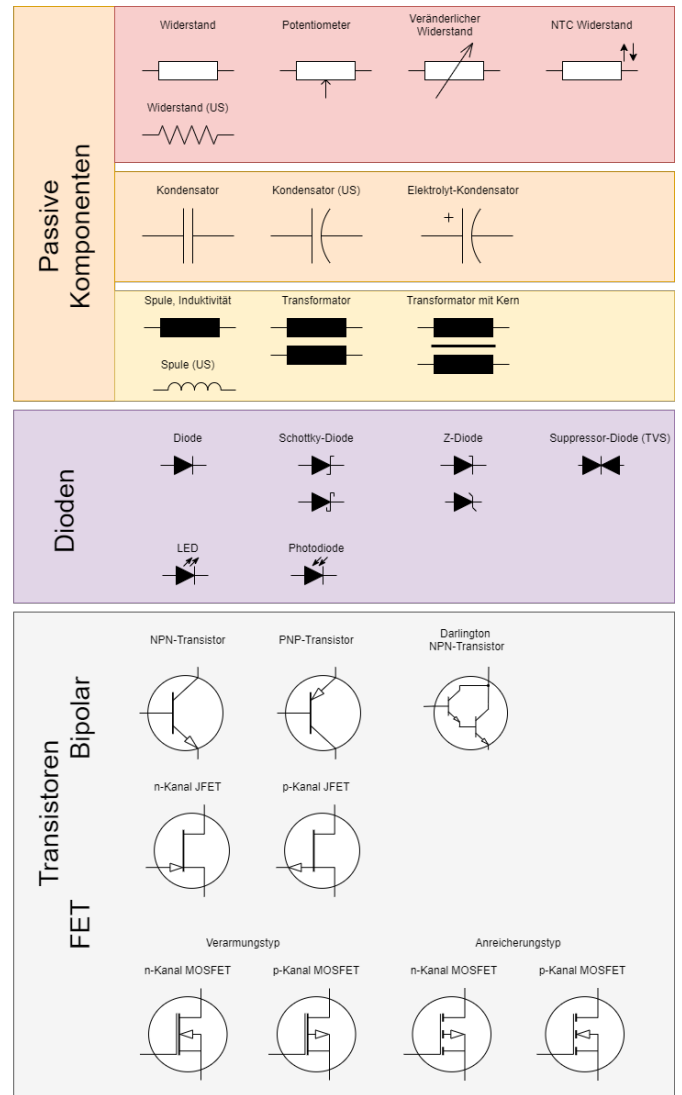 Passive
Komponenten
Widerstand
Potentiometer
Veränderlicher
Widerstand
NTC Widerstand
Widerstand (US)
Kondensator
Kondensator (US)
Elektrolyt-Kondensator
+
Spule, Induktivität
Transformator
Transformator mit Kern
Spule (US)
Dioden
Diode
Schottky-Diode
Z-Diode
Suppressor-Diode (TVS)
LED
Photodiode
Transistoren
Bipolar
NPN-Transistor
PNP-Transistor
Darlington
NPN-Transistor
FET
n-Kanal JFET
p-Kanal JFET
Verarmungstyp
Anreicherungstyp
n-Kanal MOSFET
p-Kanal MOSFET
n-Kanal MOSFET
p-Kanal MOSFET